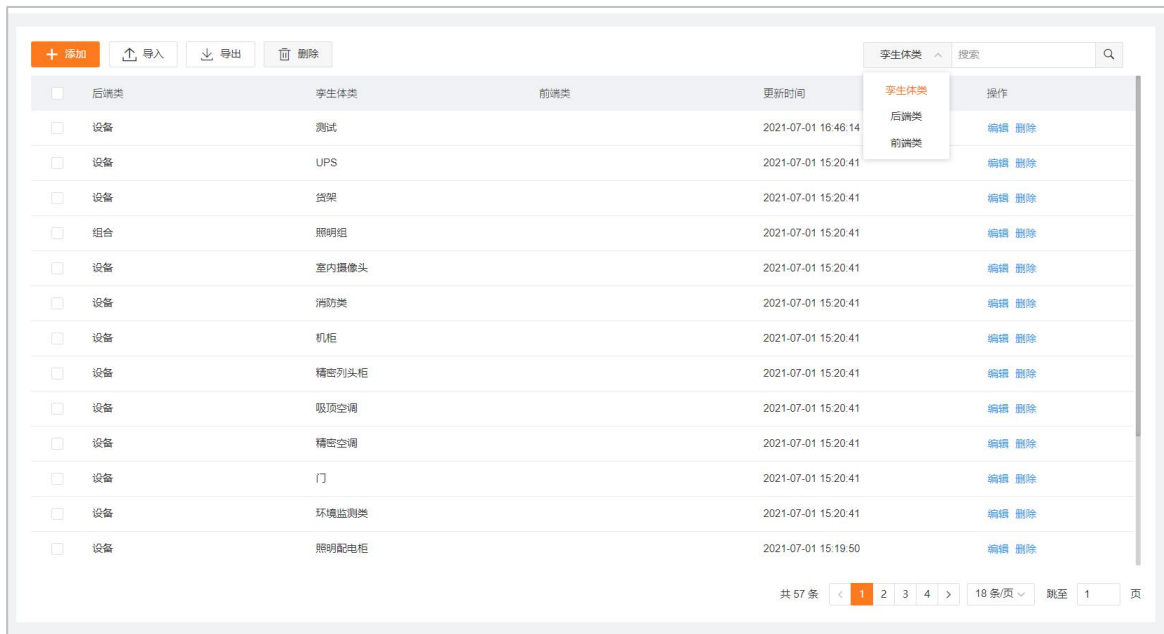 添加 导入 导出 删除 孪生体类 搜索
后端类 孪生体类 前端类 更新时间 孪生体类 操作
后端类
前端类
设备 测试 2021-07-01 16:46:14 编辑 删除
设备 UPS 2021-07-01 15:20:41 编辑 删除
设备 货架 2021-07-01 15:20:41 编辑 删除
组合 照明组 2021-07-01 15:20:41 编辑 删除
设备 室内摄像头 2021-07-01 15:20:41 编辑 删除
设备 消防类 2021-07-01 15:20:41 编辑 删除
设备 机柜 2021-07-01 15:20:41 编辑 删除
设备 精密列头柜 2021-07-01 15:20:41 编辑 删除
设备 吸顶空调 2021-07-01 15:20:41 编辑 删除
设备 精密空调 2021-07-01 15:20:41 编辑 删除
设备 门 2021-07-01 15:20:41 编辑 删除
设备 环境监测类 2021-07-01 15:20:41 编辑 删除
设备 照明配电柜 2021-07-01 15:19:50 编辑 删除
共 57 条 < 1 2 3 4 > 18 条/页 跳至 1 页